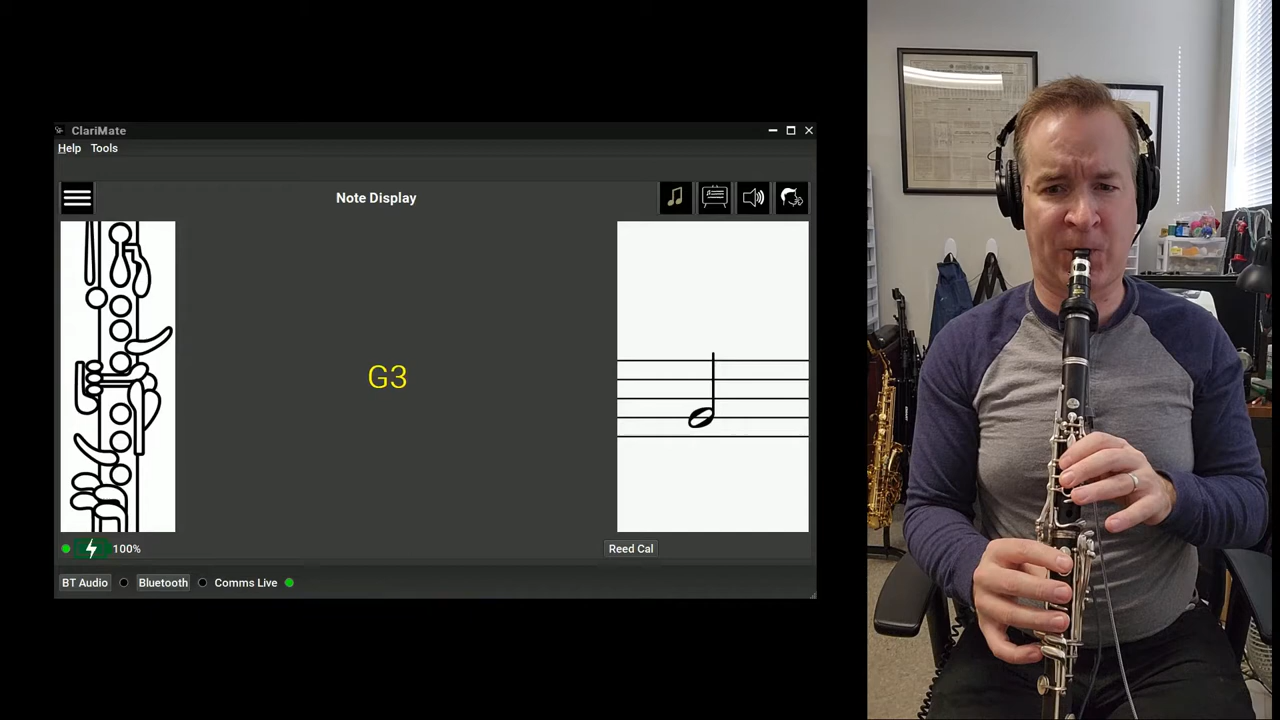 ClariMate
Help Tools
Note Display
G3
100%
Reed Cal
BT Audio Bluetooth Comms Live